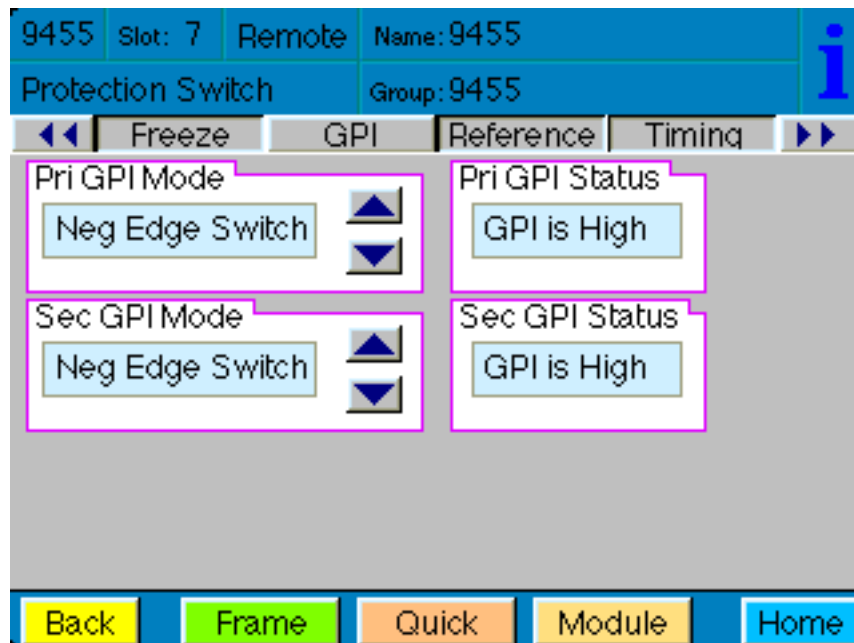 9455 Slot: 7 Remote Name: 9455
Protection Switch Group: 9455
Freeze GPI Reference Timing
Pri GPI Mode Pri GPI Status
Neg Edge Switch GPI is High
Sec GPI Mode Sec GPI Status
Neg Edge Switch GPI is High
Back Frame Quick Module Home